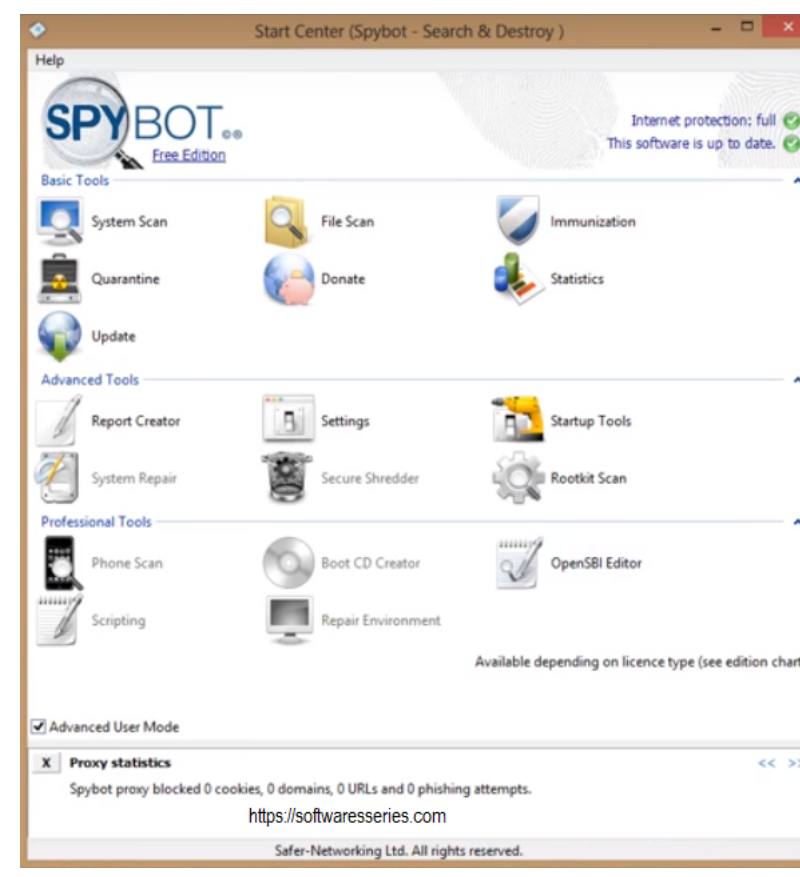 Start Center (Spybot - Search & Destroy )
Help
SPYBOT
Free Edition
Internet protection: full
This software is up to date.
Basic Tools
System Scan
File Scan
Immunization
Quarantine
Donate
Statistics
Update
Advanced Tools
Report Creator
Settings
Startup Tools
System Repair
Secure Shredder
Rootkit Scan
Professional Tools
Phone Scan
Boot CD Creator
OpenSBI Editor
Scripting
Repair Environment
Available depending on licence type (see edition chart
Advanced User Mode
X Proxy statistics << >>
Spybot proxy blocked 0 cookies, 0 domains, 0 URLs and 0 phishing attempts.
https://softwaresseries.com
Safer-Networking Ltd. All rights reserved.